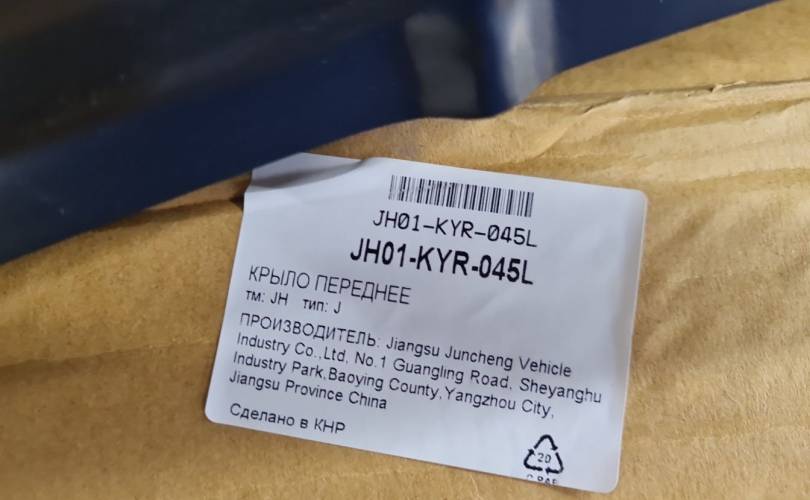 JH01-KYR-045L
JH01-KYR-045L
КРЫЛО ПЕРЕДНЕЕ
тм: JH тип: J
ПРОИЗВОДИТЕЛЬ: Jiangsu Juncheng Vehicle
Industry Co.,Ltd, No.1 Guangling Road, Sheyanghu
Industry Park,Baoying County,Yangzhou City,
Jiangsu Province China
Сделано в КНР
20
C PAP